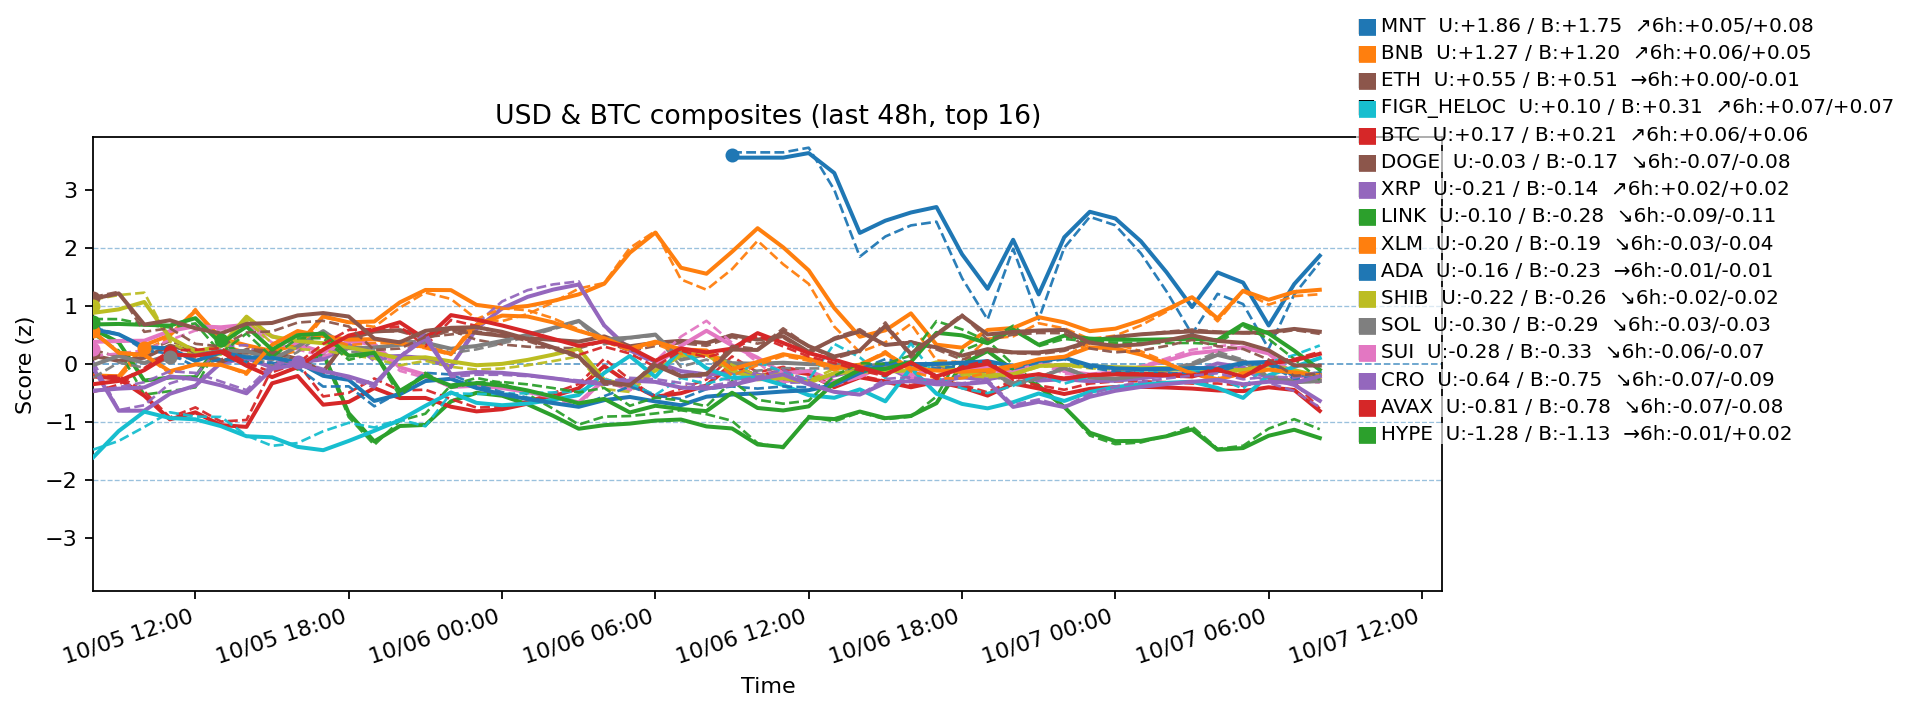 MNT  U:+1.86 / B:+1.75  ↗6h:+0.05/+0.08
BNB  U:+1.27 / B:+1.20  ↗6h:+0.06/+0.05
ETH  U:+0.55 / B:+0.51  →6h:+0.00/-0.01
FIGR_HELOC  U:+0.10 / B:+0.31  ↗6h:+0.07/+0.07
BTC  U:+0.17 / B:+0.21  ↗6h:+0.06/+0.06
DOGE  U:-0.03 / B:-0.17  ↘6h:-0.07/-0.08
XRP  U:-0.21 / B:-0.14  ↗6h:+0.02/+0.02
LINK  U:-0.10 / B:-0.28  ↘6h:-0.09/-0.11
XLM  U:-0.20 / B:-0.19  ↘6h:-0.03/-0.04
ADA  U:-0.16 / B:-0.23  →6h:-0.01/-0.01
SHIB  U:-0.22 / B:-0.26  ↘6h:-0.02/-0.02
SOL  U:-0.30 / B:-0.29  ↘6h:-0.03/-0.03
SUI  U:-0.28 / B:-0.33  ↘6h:-0.06/-0.07
CRO  U:-0.64 / B:-0.75  ↘6h:-0.07/-0.09
AVAX  U:-0.81 / B:-0.78  ↘6h:-0.07/-0.08
HYPE  U:-1.28 / B:-1.13  →6h:-0.01/+0.02
USD & BTC composites (last 48h, top 16)
Score (z)
3
2
1
0
−1
−2
−3
10/05 12:00
10/05 18:00
10/06 00:00
10/06 06:00
10/06 12:00
10/06 18:00
10/07 00:00
10/07 06:00
10/07 12:00
Time